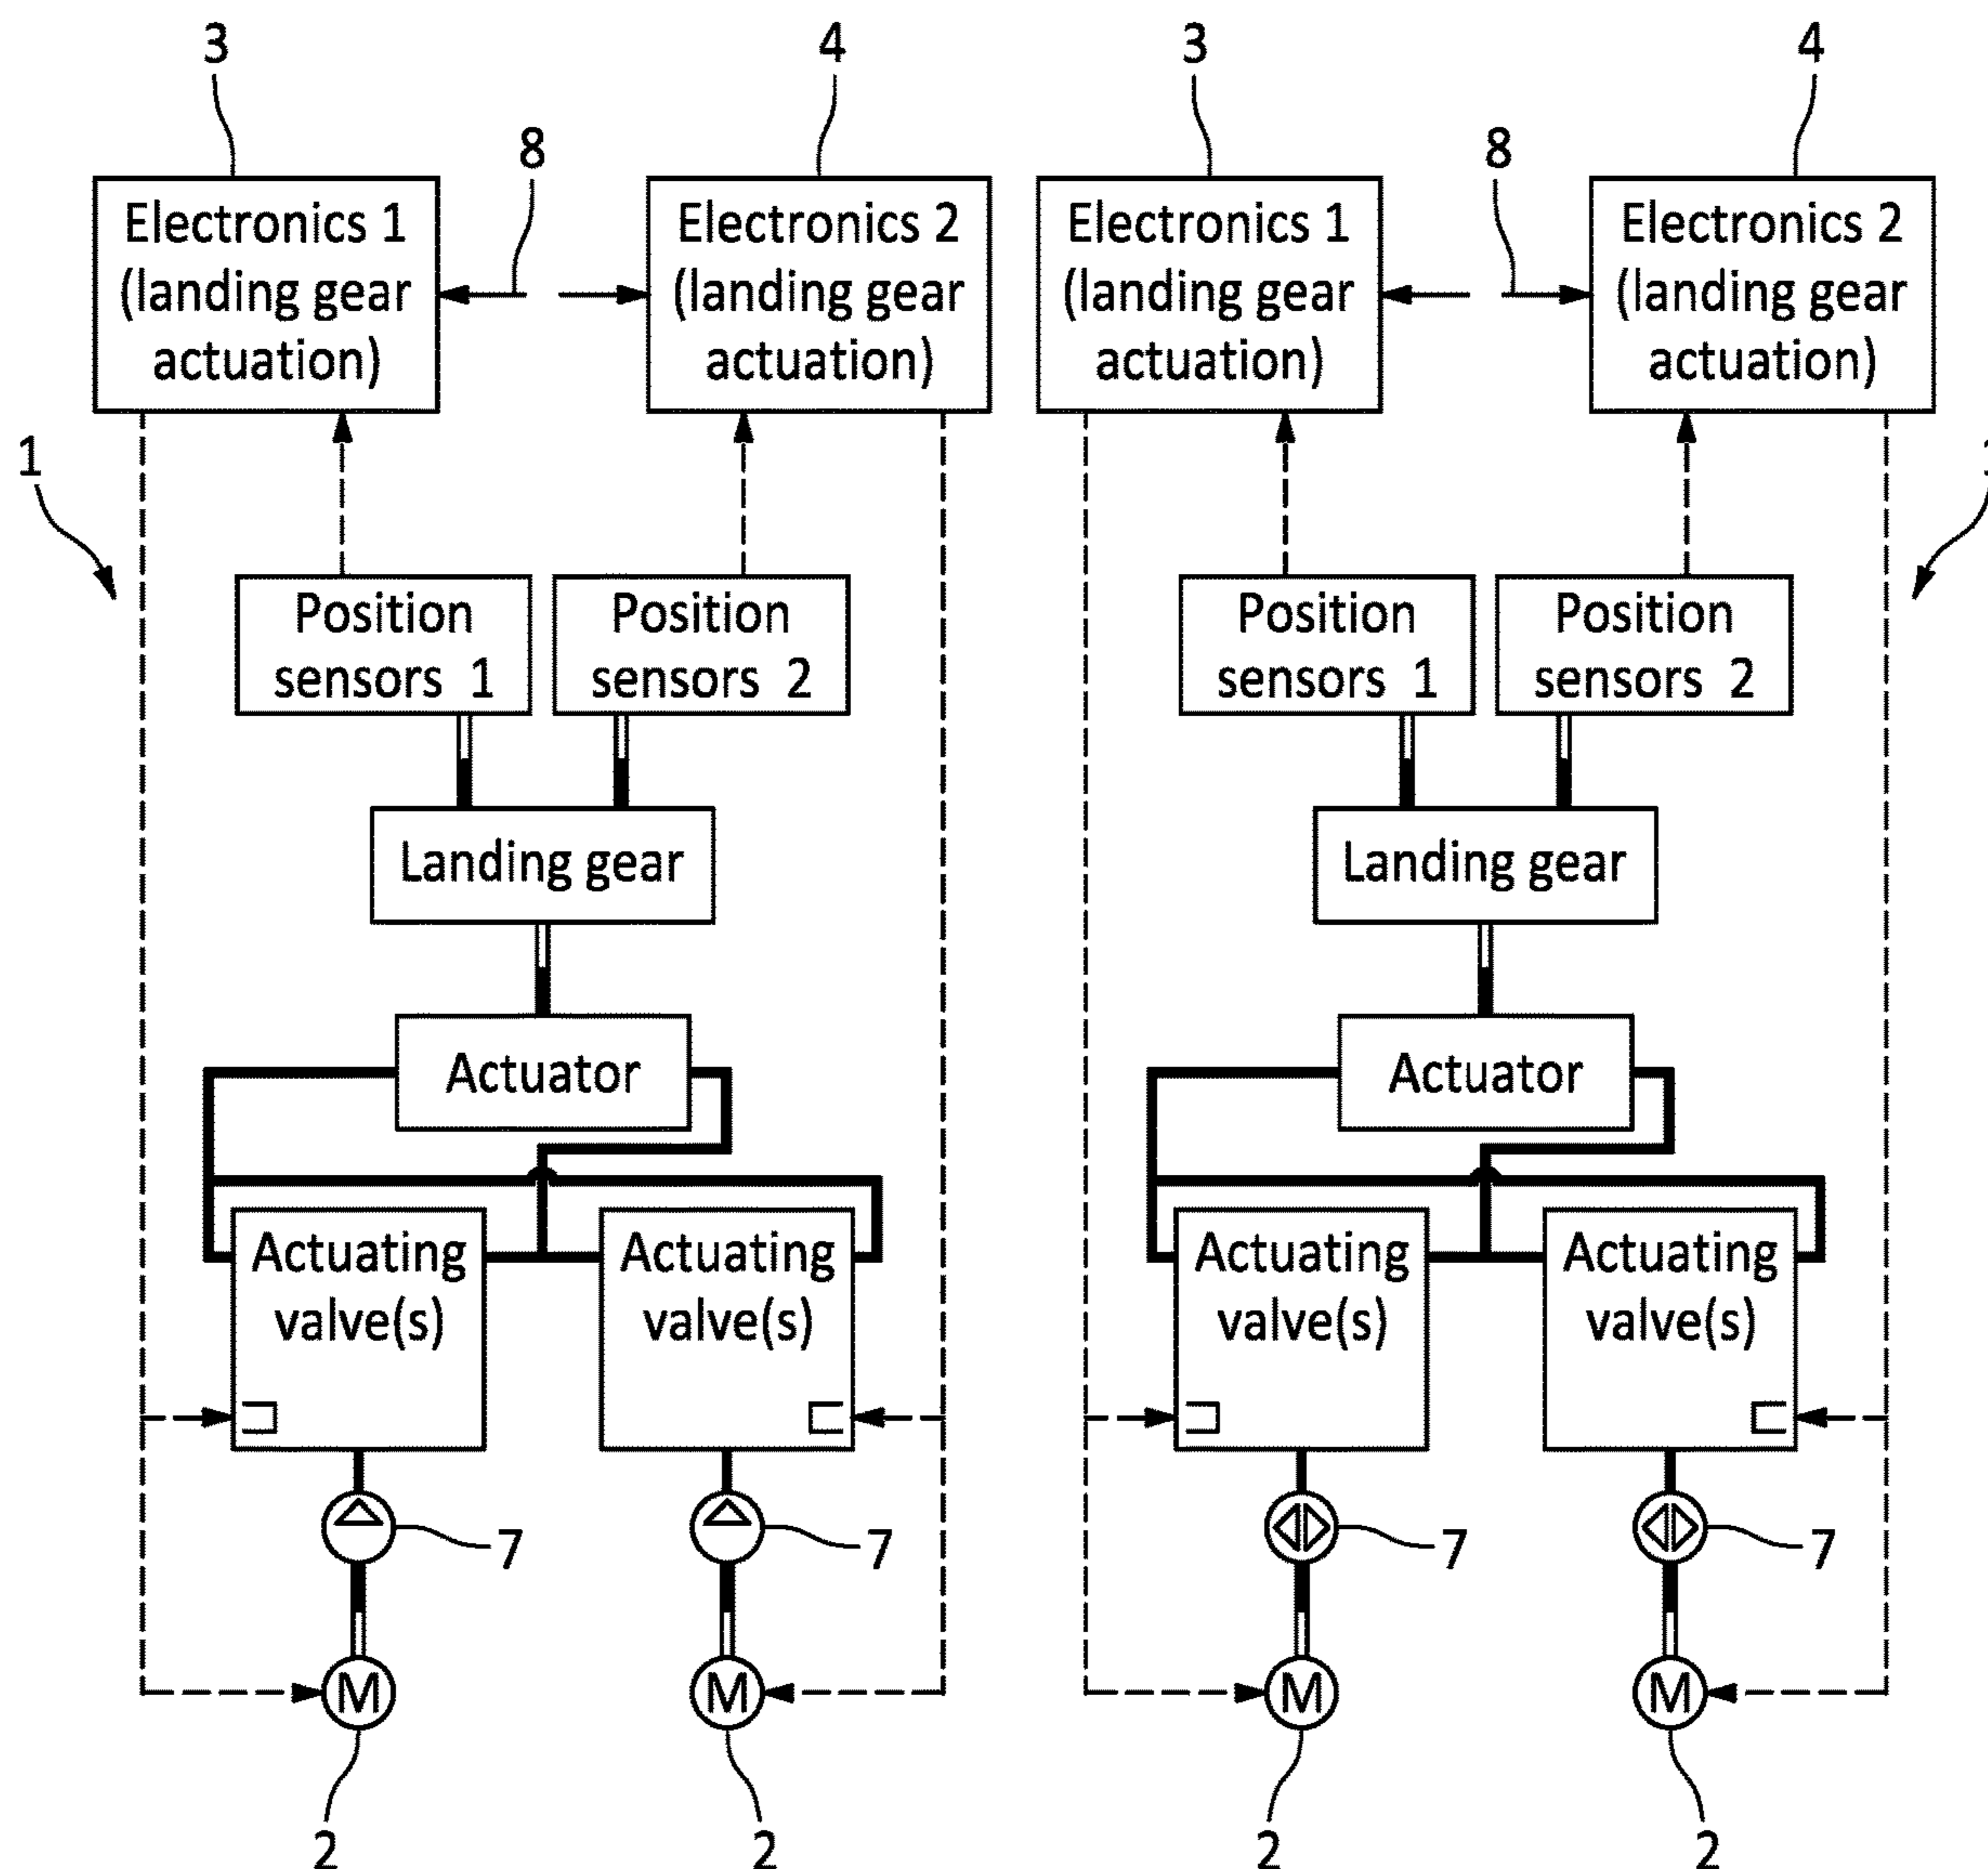 3
4
3
4
8
8
Electronics 1
(landing gear
actuation)
Electronics 2
(landing gear
actuation)
Electronics 1
(landing gear
actuation)
Electronics 2
(landing gear
actuation)
1
Position
sensors 1
Position
sensors 2
Position
sensors 1
Position
sensors 2
Landing gear
Landing gear
Actuator
Actuator
Actuating
valve(s)
Actuating
valve(s)
Actuating
valve(s)
Actuating
valve(s)
7
7
7
7
M
M
M
M
2
2
2
2